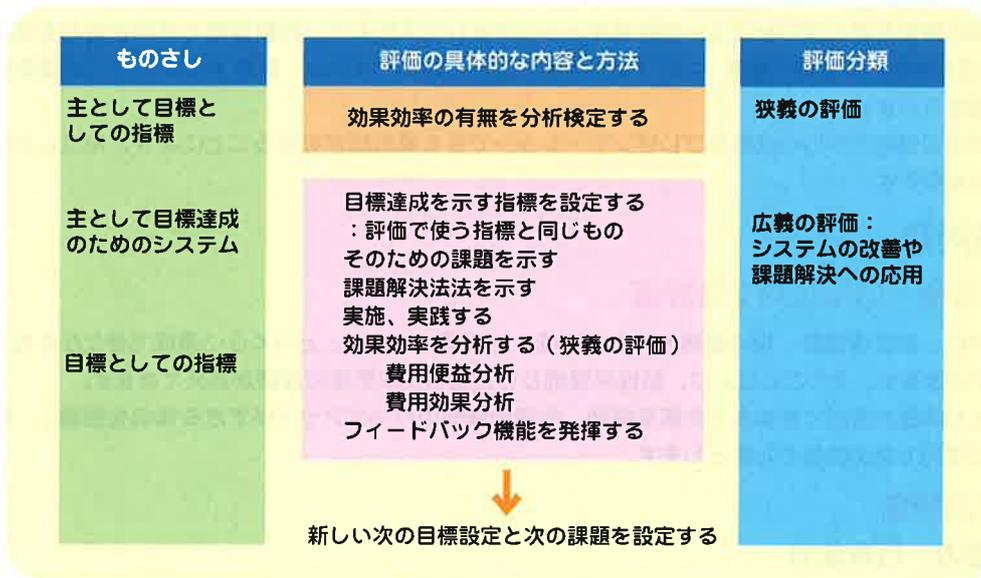 ものさし
評価の具体的な内容と方法
評価分類
主として目標と
しての指標
効果効率の有無を分析検定する
狭義の評価
主として目標達成
のためのシステム
目標としての指標
目標達成を示す指標を設定する
：評価で使う指標と同じもの
そのための課題を示す
課題解決法法を示す
実施、実践する
効果効率を分析する（狭義の評価）
費用便益分析
費用効果分析
フィードバック機能を発揮する
広義の評価：
システムの改善や
課題解決への応用
新しい次の目標設定と次の課題を設定する